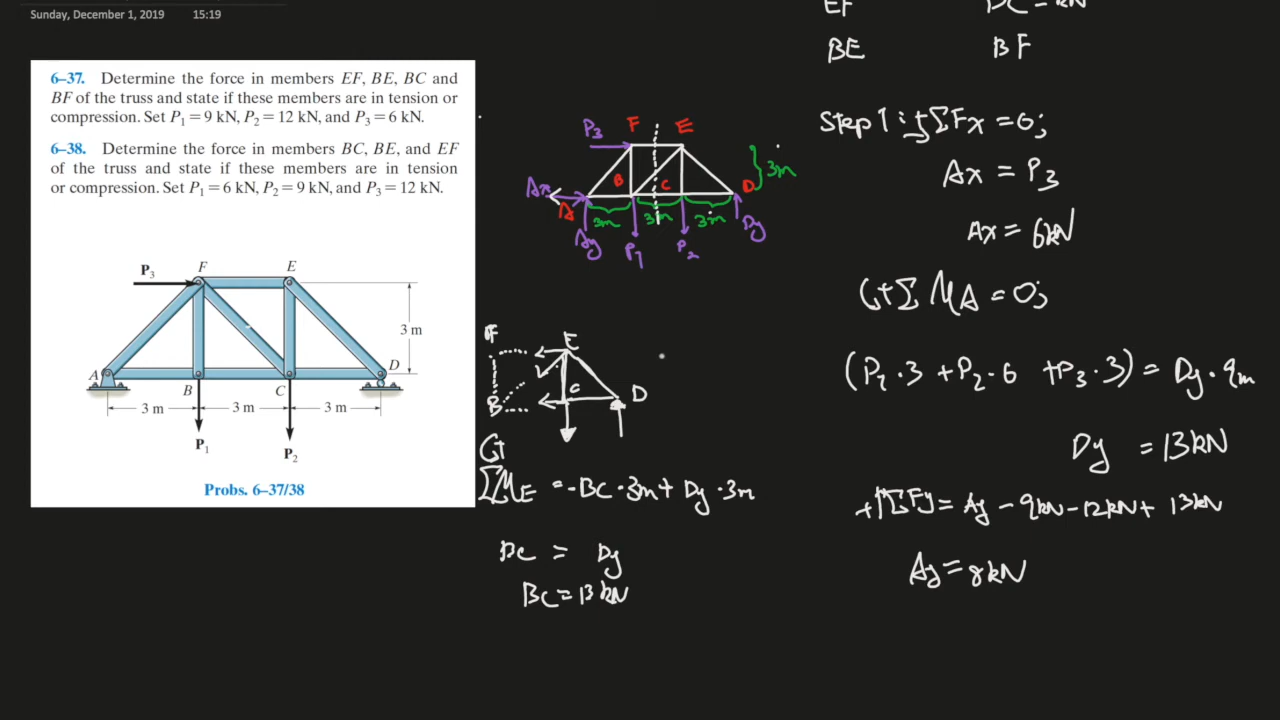 Sunday, December 1, 2019 15:19
6–37. Determine the force in members EF, BE, BC and
BF of the truss and state if these members are in tension or
compression. Set P₁ = 9 kN, P₂ = 12 kN, and P₃ = 6 kN.
6–38. Determine the force in members BC, BE, and EF
of the truss and state if these members are in tension
or compression. Set P₁ = 6 kN, P₂ = 9 kN, and P₃ = 12 kN.
P₃
F
E
3 m
A
B
C
D
3 m
3 m
3 m
P₁
P₂
Probs. 6–37/38
P₃
F
E
Ax
A
B
C
D
3m
3m
3m
3m
Ay
P₁
P₂
Dy
F
E
B
C
D
ΣM_E = -BC · 3m + Dy · 3m
BC = Dy
BC = 13 kN
EF
BC = kN
BE
BF
Step 1: ΣFx = 0;
Ax = P₃
Ax = 6kN
+Σ MA = 0;
(P₁ · 3 + P₂ · 6 + P₃ · 3) = Dy · 9m
Dy = 13 kN
+↑ΣFy = Ay - 9kN - 12kN + 13kN
Ay = 8kN